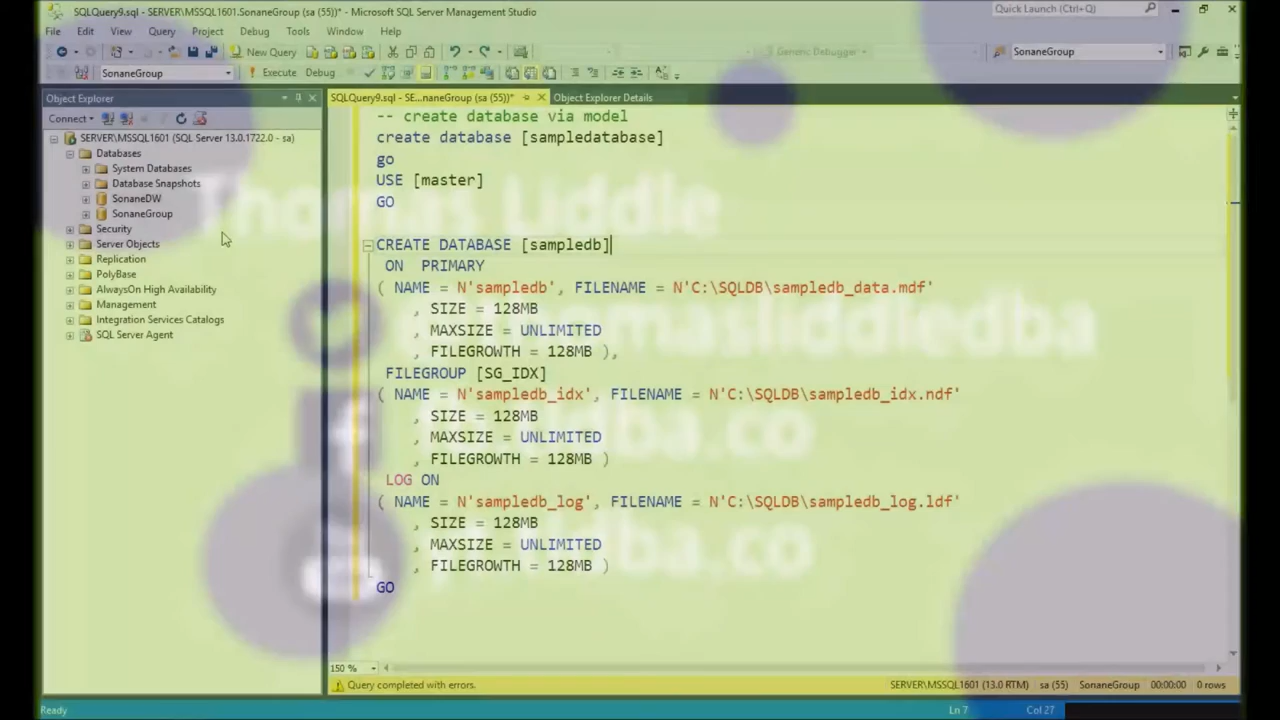 SQLQuery9.sql - SERVER\MSSQL1601.SonaneGroup (sa (55))* - Microsoft SQL Server Management Studio
Quick Launch (Ctrl+Q)
File Edit View Query Project Debug Tools Window Help
New Query
Generic Debugger
SonaneGroup
SonaneGroup
Execute Debug
Object Explorer
SQLQuery9.sql - SE...naneGroup (sa (55))* Object Explorer Details
Connect
SERVER\MSSQL1601 (SQL Server 13.0.1722.0 - sa)
Databases
System Databases
Database Snapshots
SonaneDW
SonaneGroup
Security
Server Objects
Replication
PolyBase
AlwaysOn High Availability
Management
Integration Services Catalogs
SQL Server Agent
-- create database via model
create database [sampledatabase]
go
USE [master]
GO
CREATE DATABASE [sampledb]
ON PRIMARY
( NAME = N'sampledb', FILENAME = N'C:\SQLDB\sampledb_data.mdf'
, SIZE = 128MB
, MAXSIZE = UNLIMITED
, FILEGROWTH = 128MB ),
FILEGROUP [SG_IDX]
( NAME = N'sampledb_idx', FILENAME = N'C:\SQLDB\sampledb_idx.ndf'
, SIZE = 128MB
, MAXSIZE = UNLIMITED
, FILEGROWTH = 128MB )
LOG ON
( NAME = N'sampledb_log', FILENAME = N'C:\SQLDB\sampledb_log.ldf'
, SIZE = 128MB
, MAXSIZE = UNLIMITED
, FILEGROWTH = 128MB )
GO
Thomas Liddle
@thomasliddledba
150 %
Query completed with errors.
SERVER\MSSQL1601 (13.0 RTM) sa (55) SonaneGroup 00:00:00 0 rows
Ready
Ln 7
Col 27